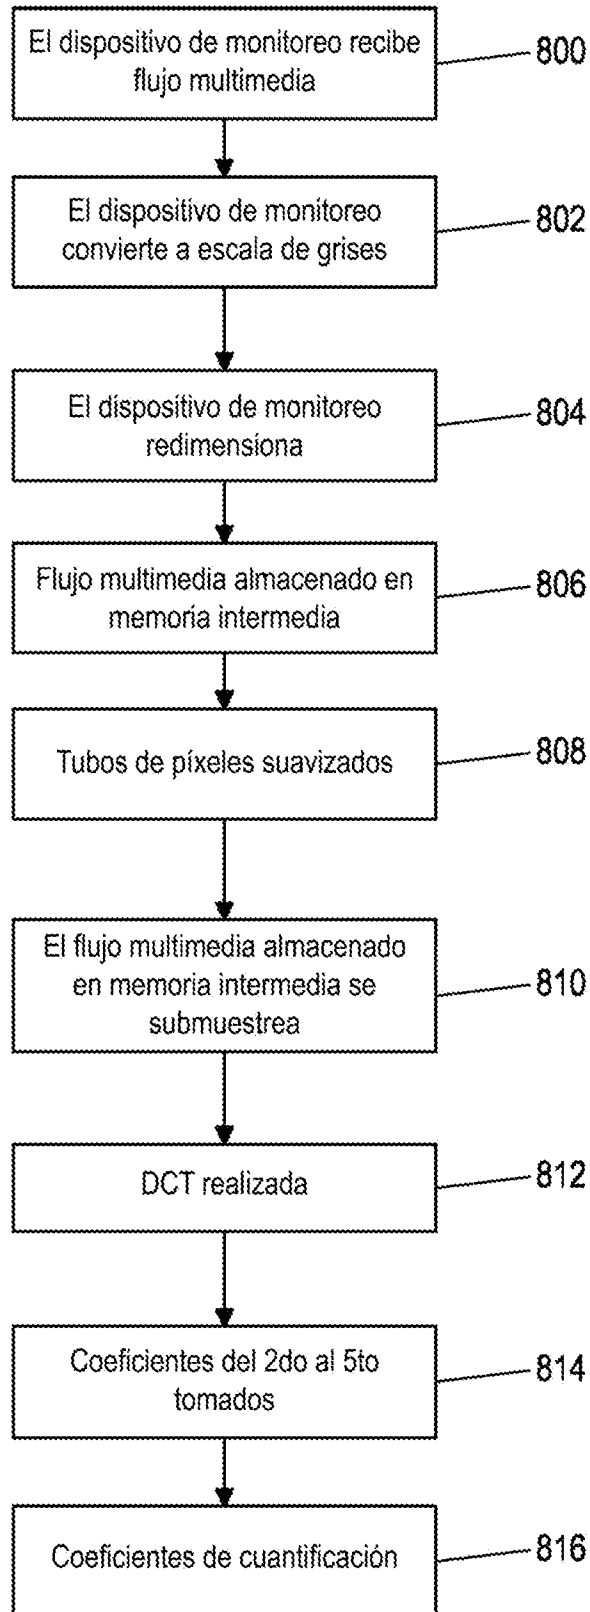 El dispositivo de monitoreo recibe
flujo multimedia
800
El dispositivo de monitoreo
convierte a escala de grises
802
El dispositivo de monitoreo
redimensiona
804
Flujo multimedia almacenado en
memoria intermedia
806
Tubos de píxeles suavizados
808
El flujo multimedia almacenado
en memoria intermedia se
submuestrea
810
DCT realizada
812
Coeficientes del 2do al 5to
tomados
814
Coeficientes de cuantificación
816